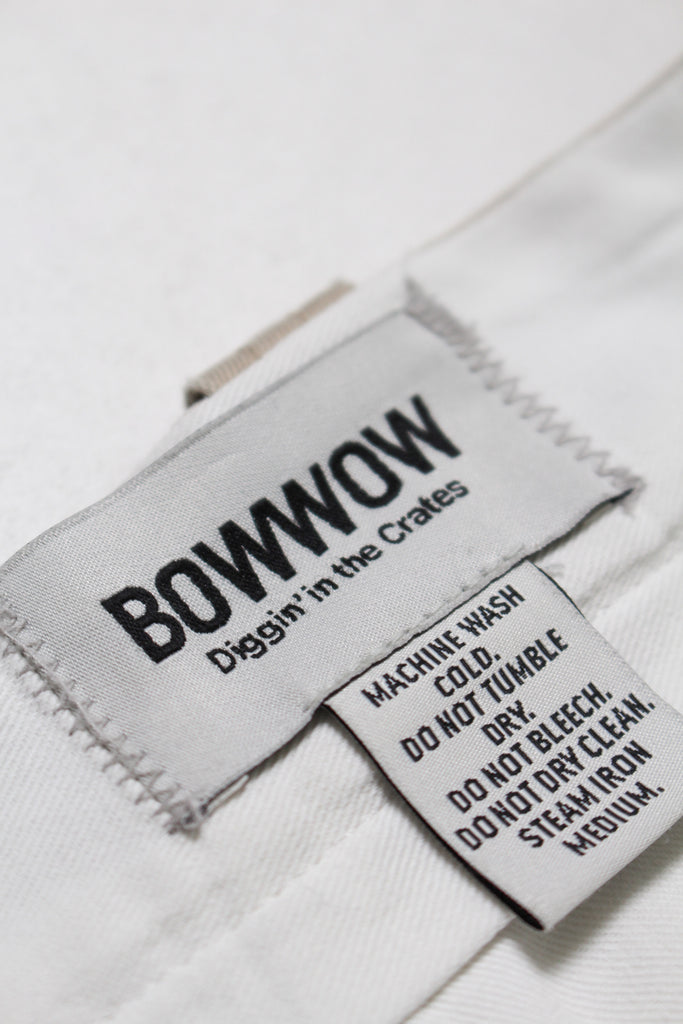 BOWWOW
Diggin' in the Crates
MACHINE WASH
COLD.
DO NOT TUMBLE
DRY.
DO NOT BLEECH.
DO NOT DRY CLEAN.
STEAM IRON
MEDIUM.